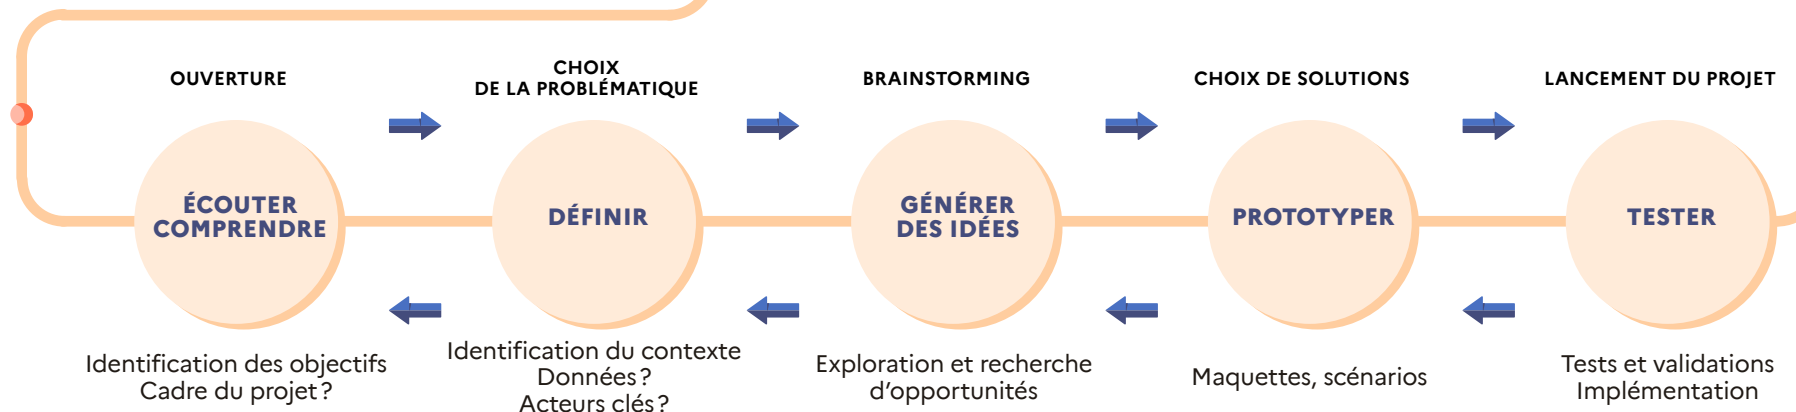 OUVERTURE
CHOIX
DE LA PROBLÉMATIQUE
BRAINSTORMING
CHOIX DE SOLUTIONS
LANCEMENT DU PROJET
ÉCOUTER
COMPRENDRE
DÉFINIR
GÉNÉRER
DES IDÉES
PROTOTYPER
TESTER
Identification des objectifs
Cadre du projet ?
Identification du contexte
Données ?
Acteurs clés ?
Exploration et recherche
d’opportunités
Maquettes, scénarios
Tests et validations
Implémentation